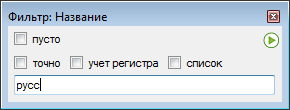 Фильтр: Название
пусто
точно учет регистра список
русс